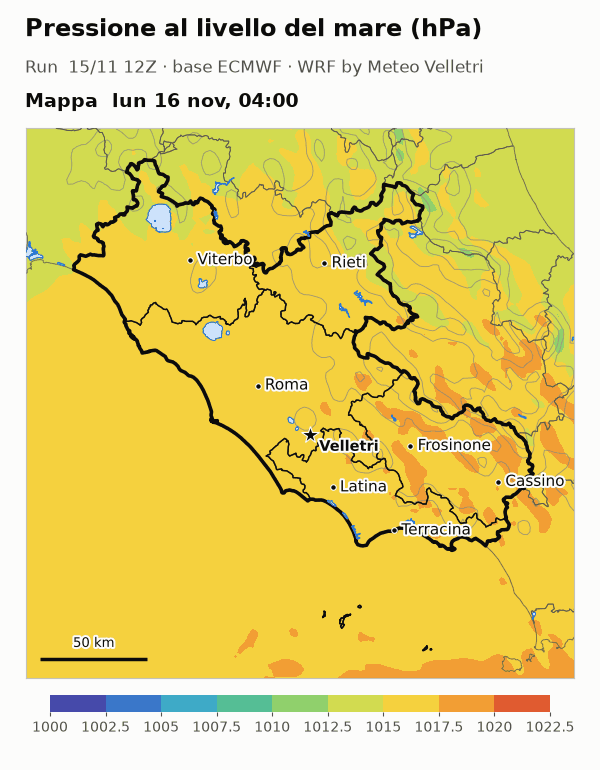 Pressione al livello del mare (hPa)
Run  15/11 12Z · base ECMWF · WRF by Meteo Velletri
Mappa  lun 16 nov, 04:00
Viterbo
Rieti
Roma
Velletri
Frosinone
Cassino
Latina
Terracina
50 km
1000 1002.5 1005 1007.5 1010 1012.5 1015 1017.5 1020 1022.5